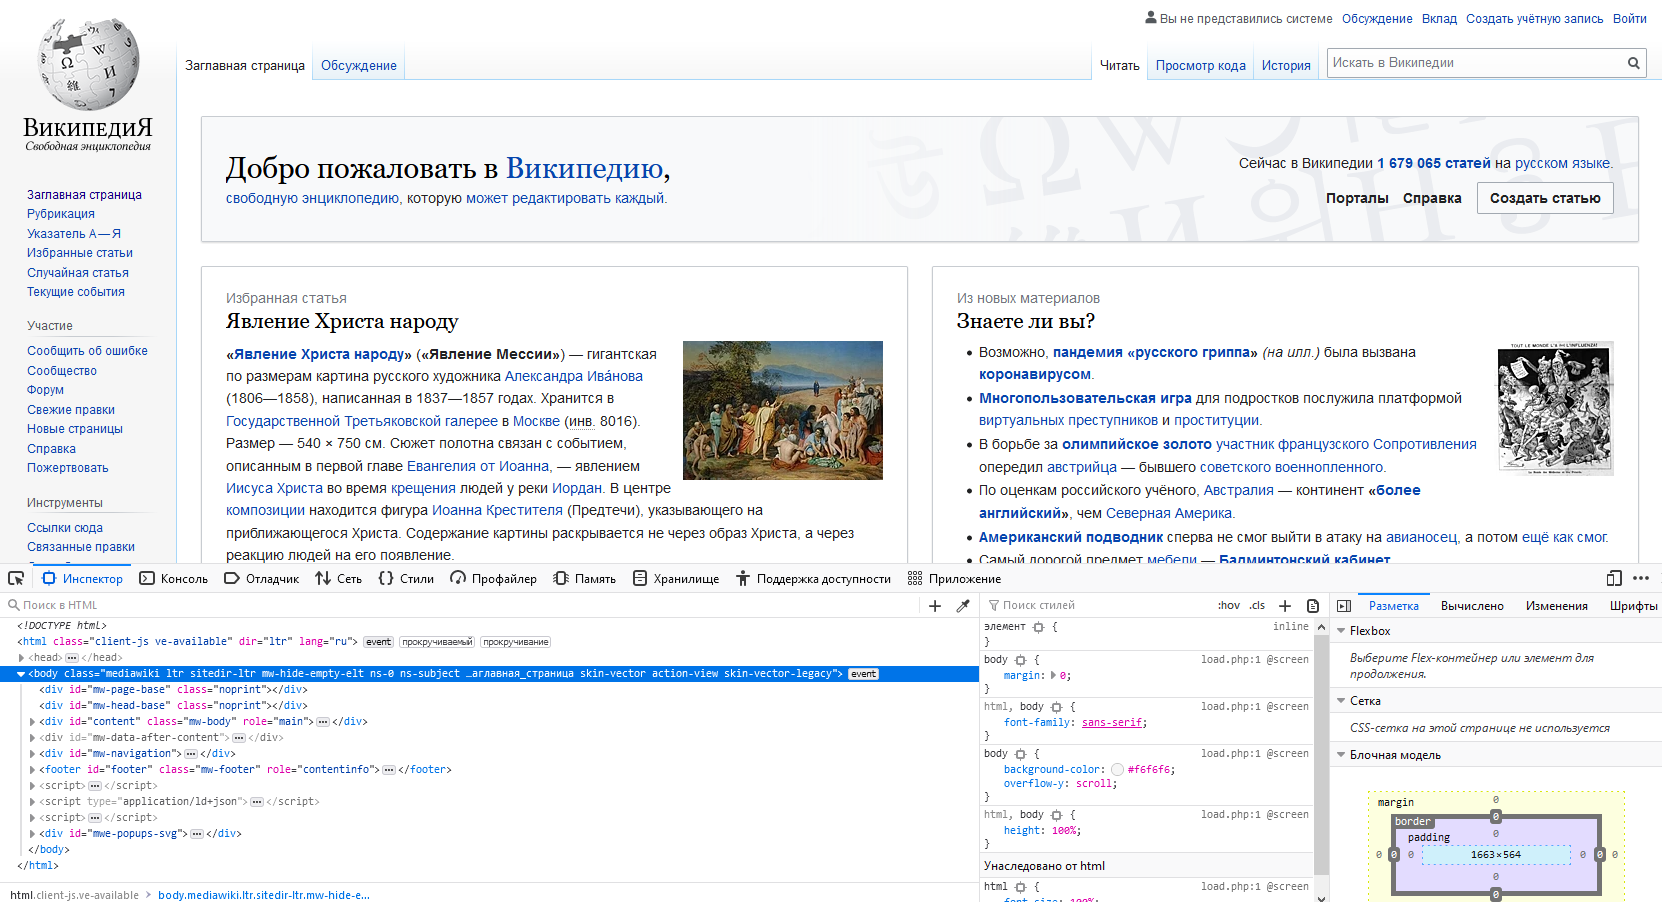 Вы не представились системе Обсуждение Вклад Создать учётную запись Войти
ВикипедиЯ
Свободная энциклопедия
Заглавная страница Обсуждение Читать Просмотр кода История Искать в Википедии
Заглавная страница
Рубрикация
Указатель А — Я
Избранные статьи
Случайная статья
Текущие события
Участие
Сообщить об ошибке
Сообщество
Форум
Свежие правки
Новые страницы
Справка
Пожертвовать
Инструменты
Ссылки сюда
Связанные правки
Добро пожаловать в Википедию,
свободную энциклопедию, которую может редактировать каждый.
Сейчас в Википедии 1 679 065 статей на русском языке.
Порталы Справка Создать статью
Избранная статья
Явление Христа народу
«Явление Христа народу» («Явление Мессии») — гигантская
по размерам картина русского художника Александра Ива́нова
(1806—1858), написанная в 1837—1857 годах. Хранится в
Государственной Третьяковской галерее в Москве (инв. 8016).
Размер — 540 × 750 см. Сюжет полотна связан с событием,
описанным в первой главе Евангелия от Иоанна, — явлением
Иисуса Христа во время крещения людей у реки Иордан. В центре
композиции находится фигура Иоанна Крестителя (Предтечи), указывающего на
приближающегося Христа. Содержание картины раскрывается не через образ Христа, а через
реакцию людей на его появление.
Из новых материалов
Знаете ли вы?
Возможно, пандемия «русского гриппа» (на илл.) была вызвана
коронавирусом.
Многопользовательская игра для подростков послужила платформой
виртуальных преступников и проституции.
В борьбе за олимпийское золото участник французского Сопротивления
опередил австрийца — бывшего советского военнопленного.
По оценкам российского учёного, Австралия — континент «более
английский», чем Северная Америка.
Американский подводник сперва не смог выйти в атаку на авианосец, а потом ещё как смог.
Самый дорогой предмет мебели — Бадминтонский кабинет
TOUT LE MONDE L'A L'INFLUENZA!
Инспектор Консоль Отладчик Сеть Стили Профайлер Память Хранилище Поддержка доступности Приложение
Поиск в HTML
<!DOCTYPE html>
<html class="client-js ve-available" dir="ltr" lang="ru"> event прокручиваемый прокручивание
<head> ··· </head>
<body class="mediawiki ltr sitedir-ltr mw-hide-empty-elt ns-0 ns-subject …аглавная_страница skin-vector action-view skin-vector-legacy"> event
<div id="mw-page-base" class="noprint"></div>
<div id="mw-head-base" class="noprint"></div>
<div id="content" class="mw-body" role="main"> ··· </div>
<div id="mw-data-after-content"> ··· </div>
<div id="mw-navigation"> ··· </div>
<footer id="footer" class="mw-footer" role="contentinfo"> ··· </footer>
<script> ··· </script>
<script type="application/ld+json"> ··· </script>
<script> ··· </script>
<div id="mwe-popups-svg"> ··· </div>
</body>
</html>
html.client-js.ve-available > body.mediawiki.ltr.sitedir-ltr.mw-hide-e...
Поиск стилей :hov .cls
элемент { inline
}
body { load.php:1 @screen
margin: 0;
}
html, body { load.php:1 @screen
font-family: sans-serif;
}
body { load.php:1 @screen
background-color: #f6f6f6;
overflow-y: scroll;
}
html, body { load.php:1 @screen
height: 100%;
}
Унаследовано от html
html { load.php:1 @screen
font-size: 100%;
Разметка Вычислено Изменения Шрифты
Flexbox
Выберите Flex-контейнер или элемент для
продолжения.
Сетка
CSS-сетка на этой странице не используется
Блочная модель
margin 0
border 0
padding 0
0 0 0 1663×564 0 0 0
0
0